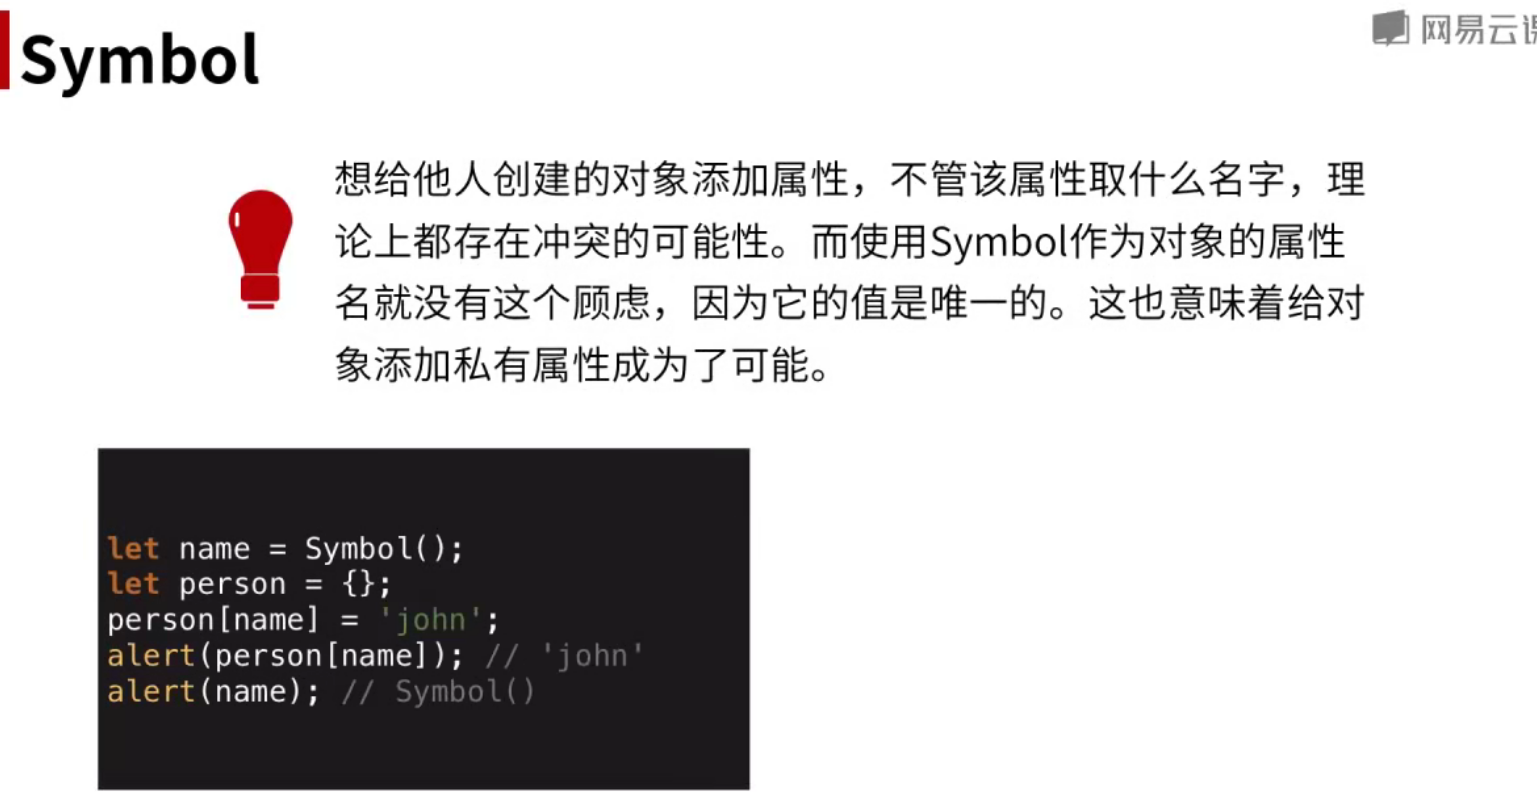 Symbol
网易云课
想给他人创建的对象添加属性，不管该属性取什么名字，理
论上都存在冲突的可能性。而使用Symbol作为对象的属性
名就没有这个顾虑，因为它的值是唯一的。这也意味着给对
象添加私有属性成为了可能。
let name = Symbol();
let person = {};
person[name] = 'john';
alert(person[name]); // 'john'
alert(name); // Symbol()